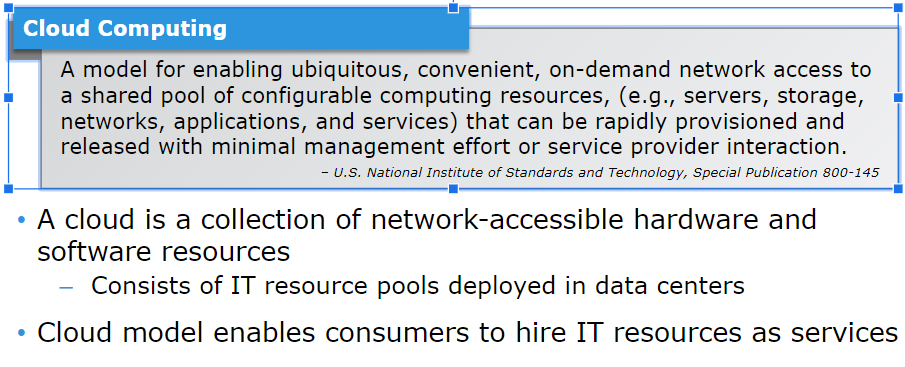 Cloud Computing
A model for enabling ubiquitous, convenient, on-demand network access to
a shared pool of configurable computing resources, (e.g., servers, storage,
networks, applications, and services) that can be rapidly provisioned and
released with minimal management effort or service provider interaction.
– U.S. National Institute of Standards and Technology, Special Publication 800-145
• A cloud is a collection of network-accessible hardware and
software resources
– Consists of IT resource pools deployed in data centers
• Cloud model enables consumers to hire IT resources as services